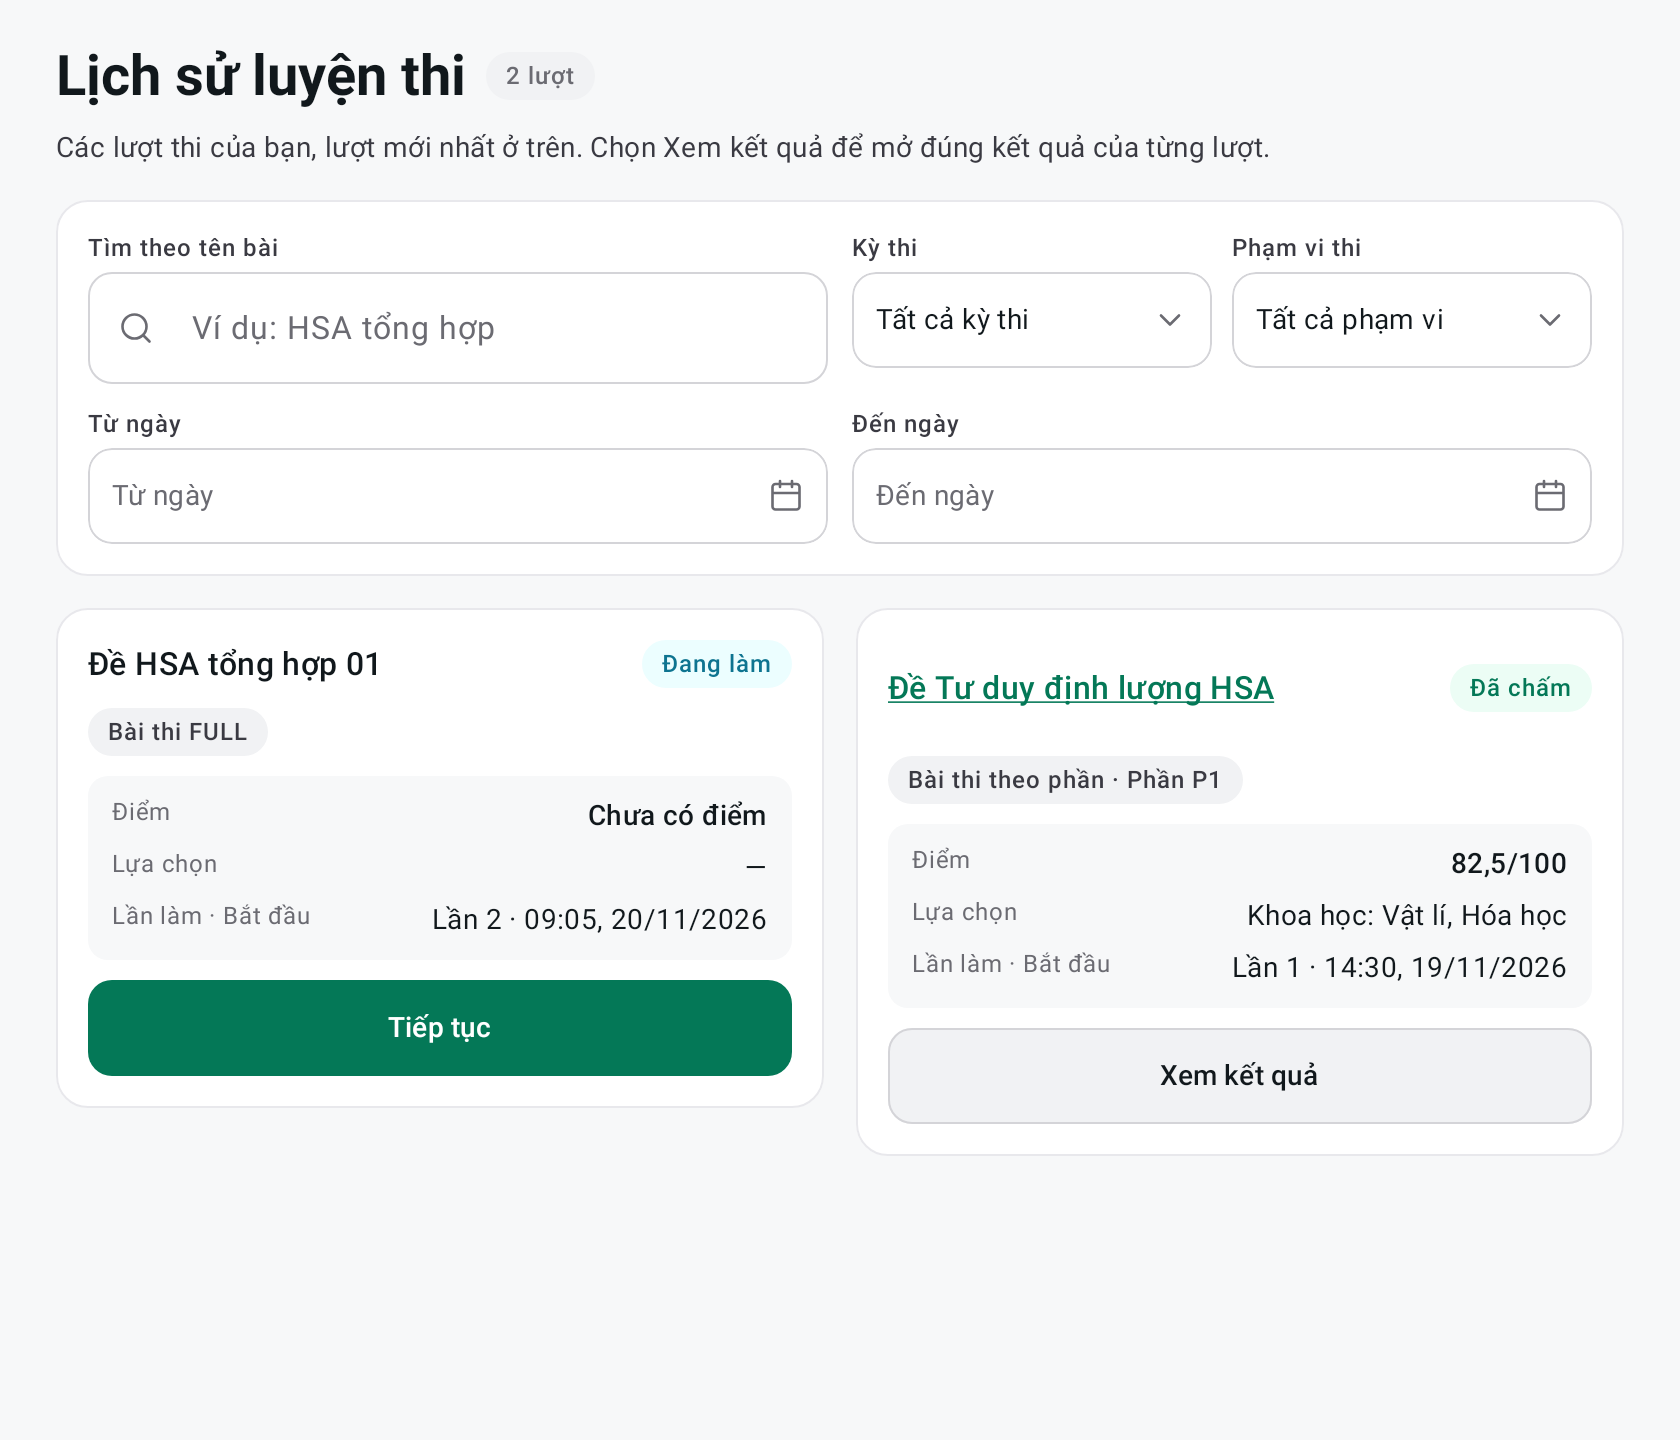 Lịch sử luyện thi
2 lượt
Các lượt thi của bạn, lượt mới nhất ở trên. Chọn Xem kết quả để mở đúng kết quả của từng lượt.
Tìm theo tên bài
Ví dụ: HSA tổng hợp
Kỳ thi
Tất cả kỳ thi
Phạm vi thi
Tất cả phạm vi
Từ ngày
Từ ngày
Đến ngày
Đến ngày
Đề HSA tổng hợp 01
Đang làm
Bài thi FULL
Điểm
Chưa có điểm
Lựa chọn
—
Lần làm · Bắt đầu
Lần 2 · 09:05, 20/11/2026
Tiếp tục
Đề Tư duy định lượng HSA
Đã chấm
Bài thi theo phần · Phần P1
Điểm
82,5/100
Lựa chọn
Khoa học: Vật lí, Hóa học
Lần làm · Bắt đầu
Lần 1 · 14:30, 19/11/2026
Xem kết quả